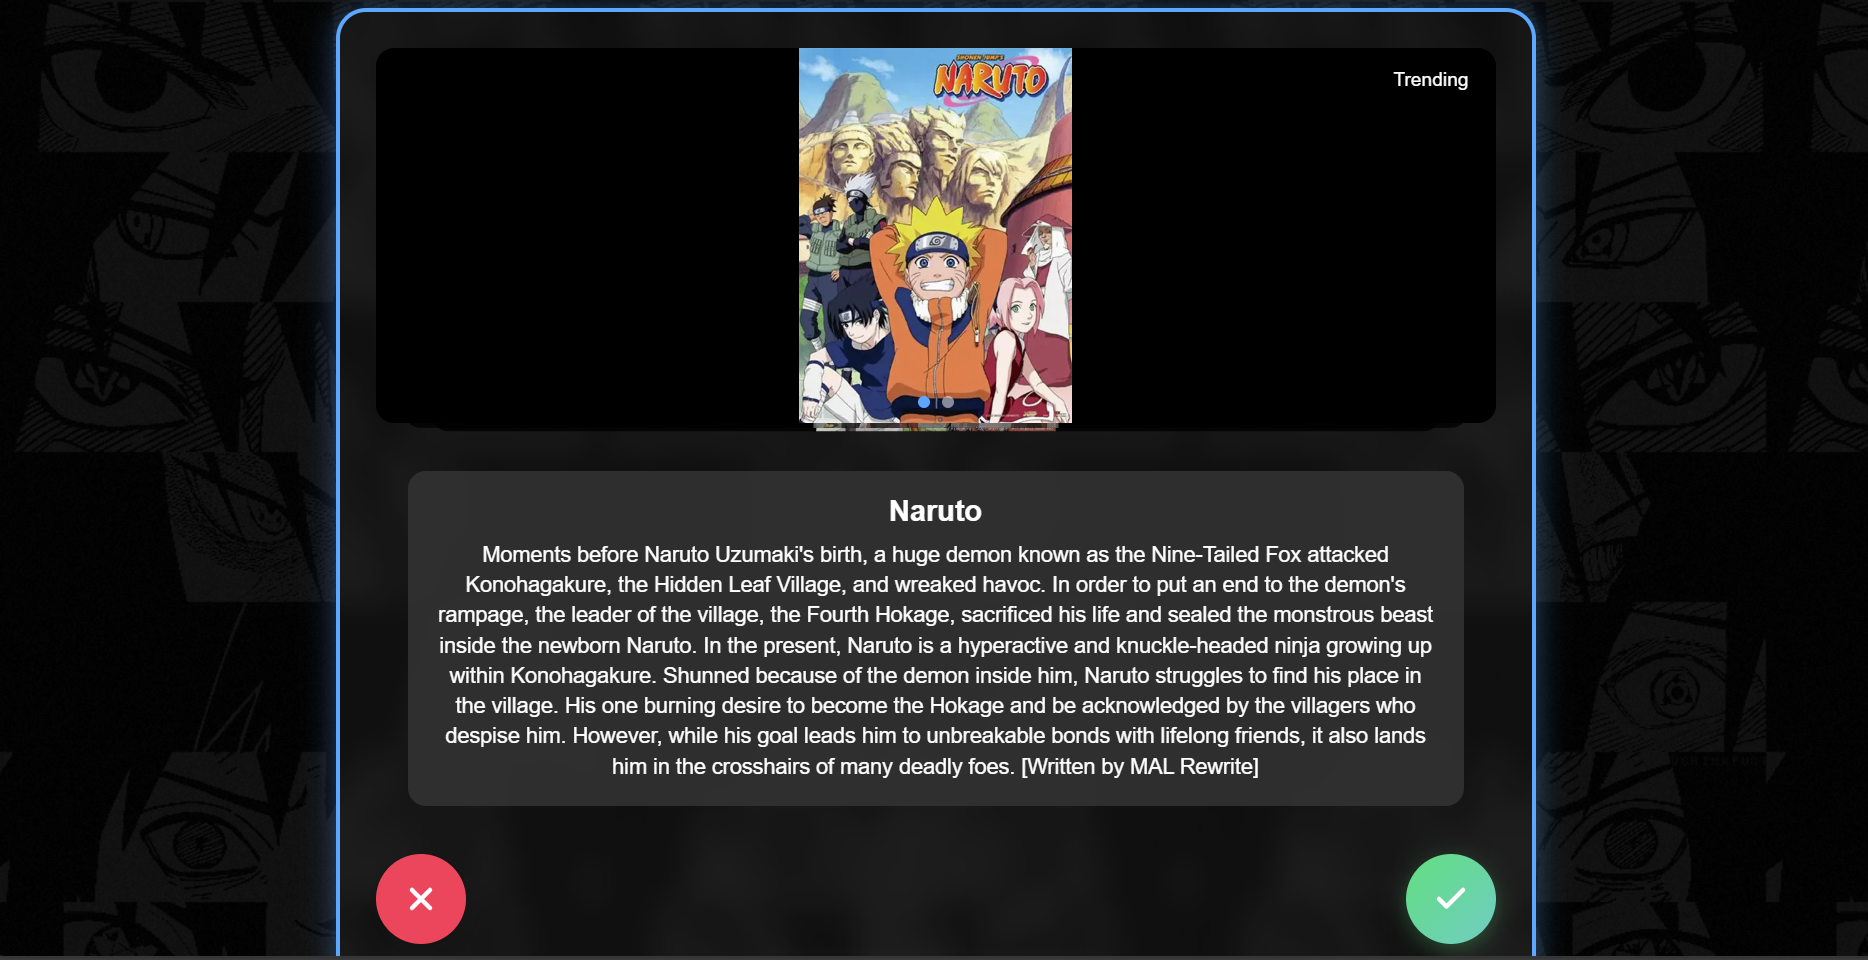 SHONEN JUMP'S
NARUTO
Trending
Naruto
Moments before Naruto Uzumaki's birth, a huge demon known as the Nine-Tailed Fox attacked
Konohagakure, the Hidden Leaf Village, and wreaked havoc. In order to put an end to the demon's
rampage, the leader of the village, the Fourth Hokage, sacrificed his life and sealed the monstrous beast
inside the newborn Naruto. In the present, Naruto is a hyperactive and knuckle-headed ninja growing up
within Konohagakure. Shunned because of the demon inside him, Naruto struggles to find his place in
the village. His one burning desire to become the Hokage and be acknowledged by the villagers who
despise him. However, while his goal leads him to unbreakable bonds with lifelong friends, it also lands
him in the crosshairs of many deadly foes. [Written by MAL Rewrite]